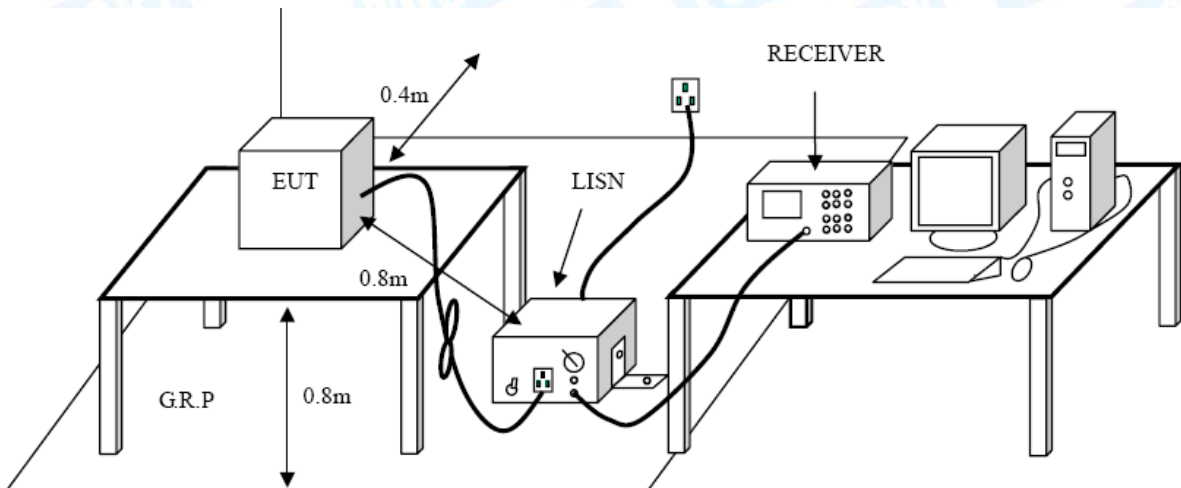 RECEIVER
0.4m
EUT
LISN
0.8m
G.R.P
0.8m